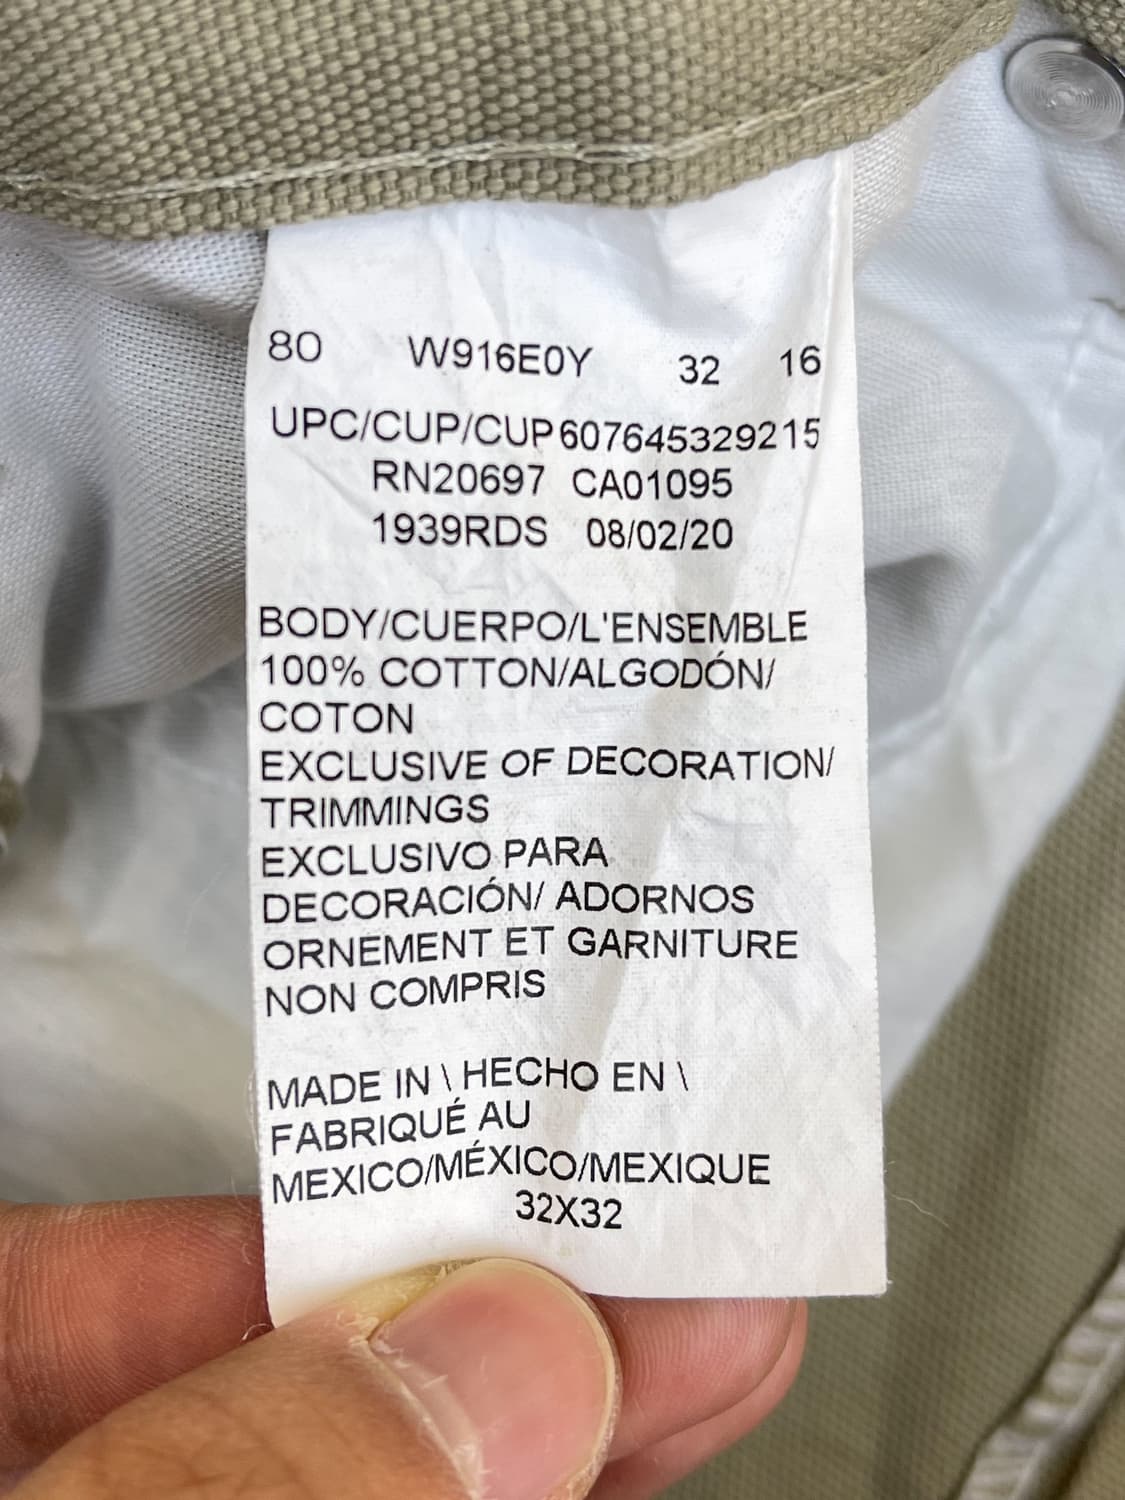 80 W916E0Y 32 16
UPC/CUP/CUP 607645329215
RN20697 CA01095
1939RDS 08/02/20
BODY/CUERPO/L'ENSEMBLE
100% COTTON/ALGODÓN/
COTON
EXCLUSIVE OF DECORATION/
TRIMMINGS
EXCLUSIVO PARA
DECORACIÓN/ ADORNOS
ORNEMENT ET GARNITURE
NON COMPRIS
MADE IN \ HECHO EN \
FABRIQUÉ AU
MEXICO/MÉXICO/MEXIQUE
32X32